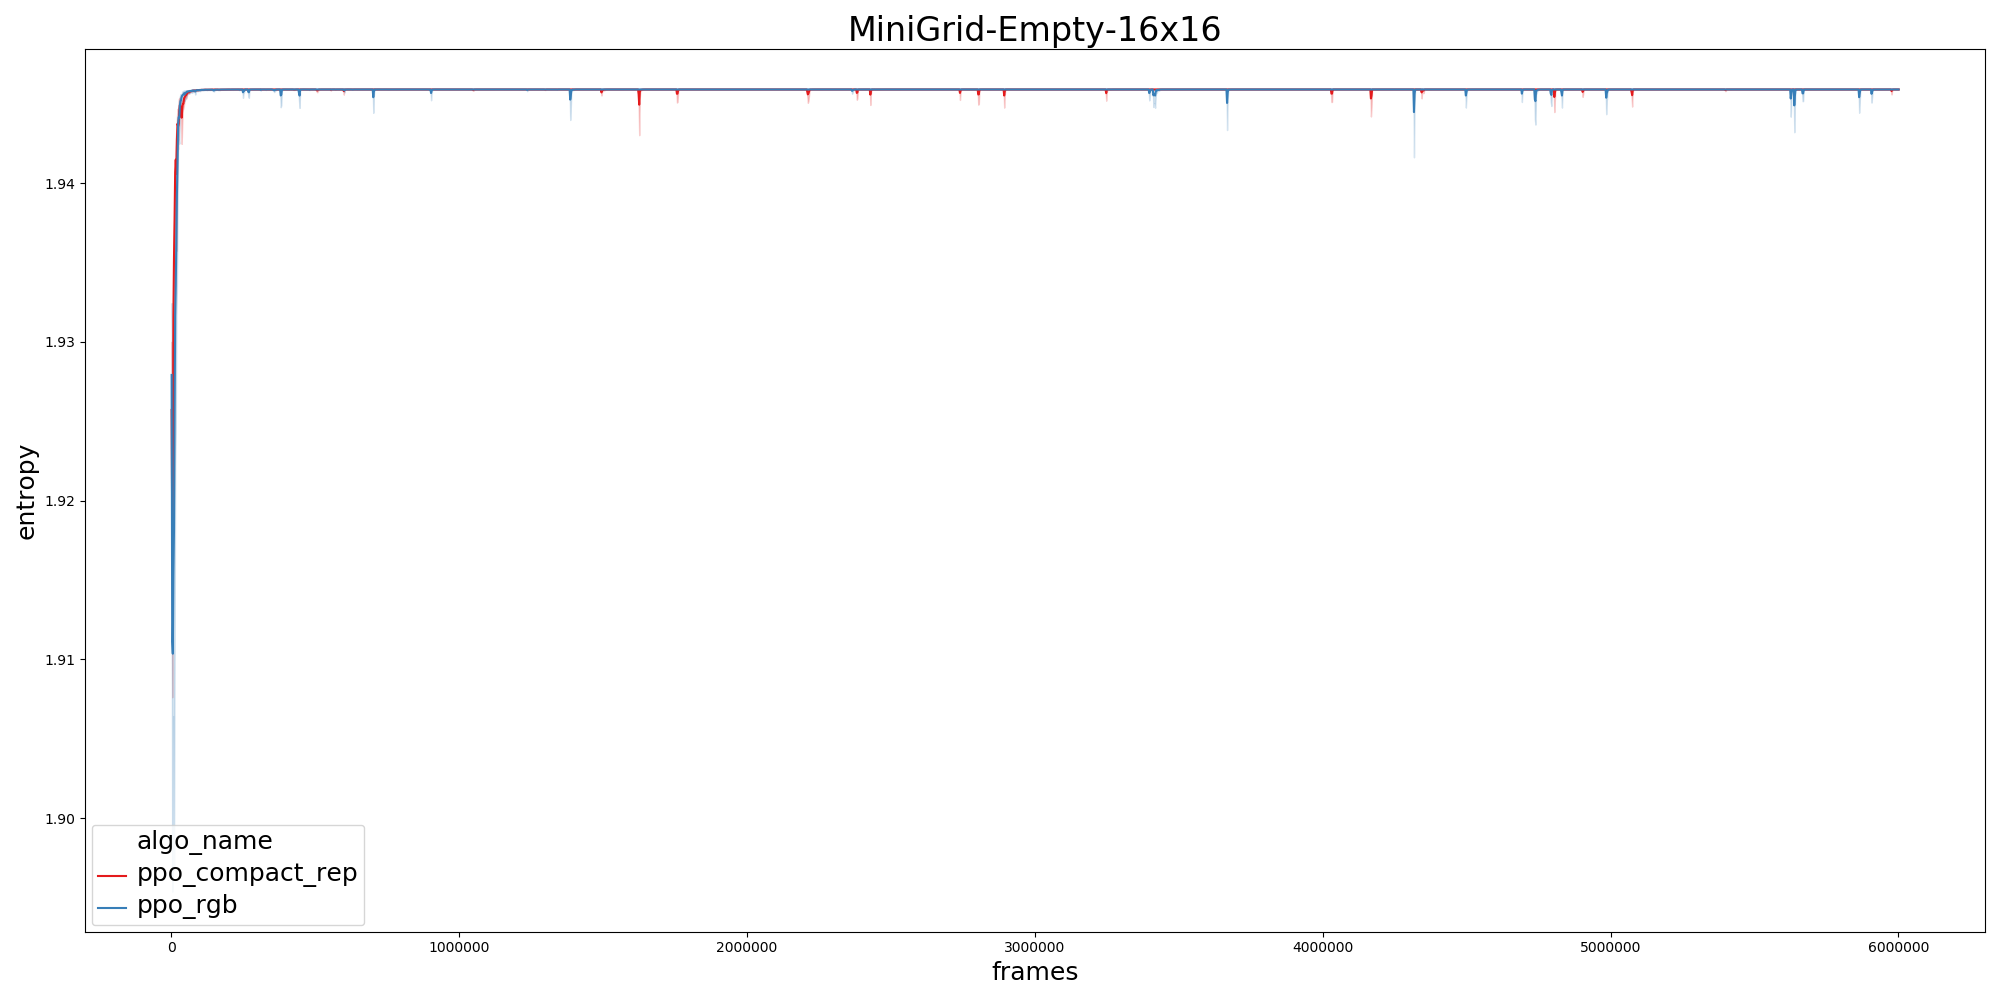 MiniGrid-Empty-16x16
entropy
1.94
1.93
1.92
1.91
1.90
algo_name
ppo_compact_rep
ppo_rgb
0
1000000
2000000
3000000
4000000
5000000
6000000
frames